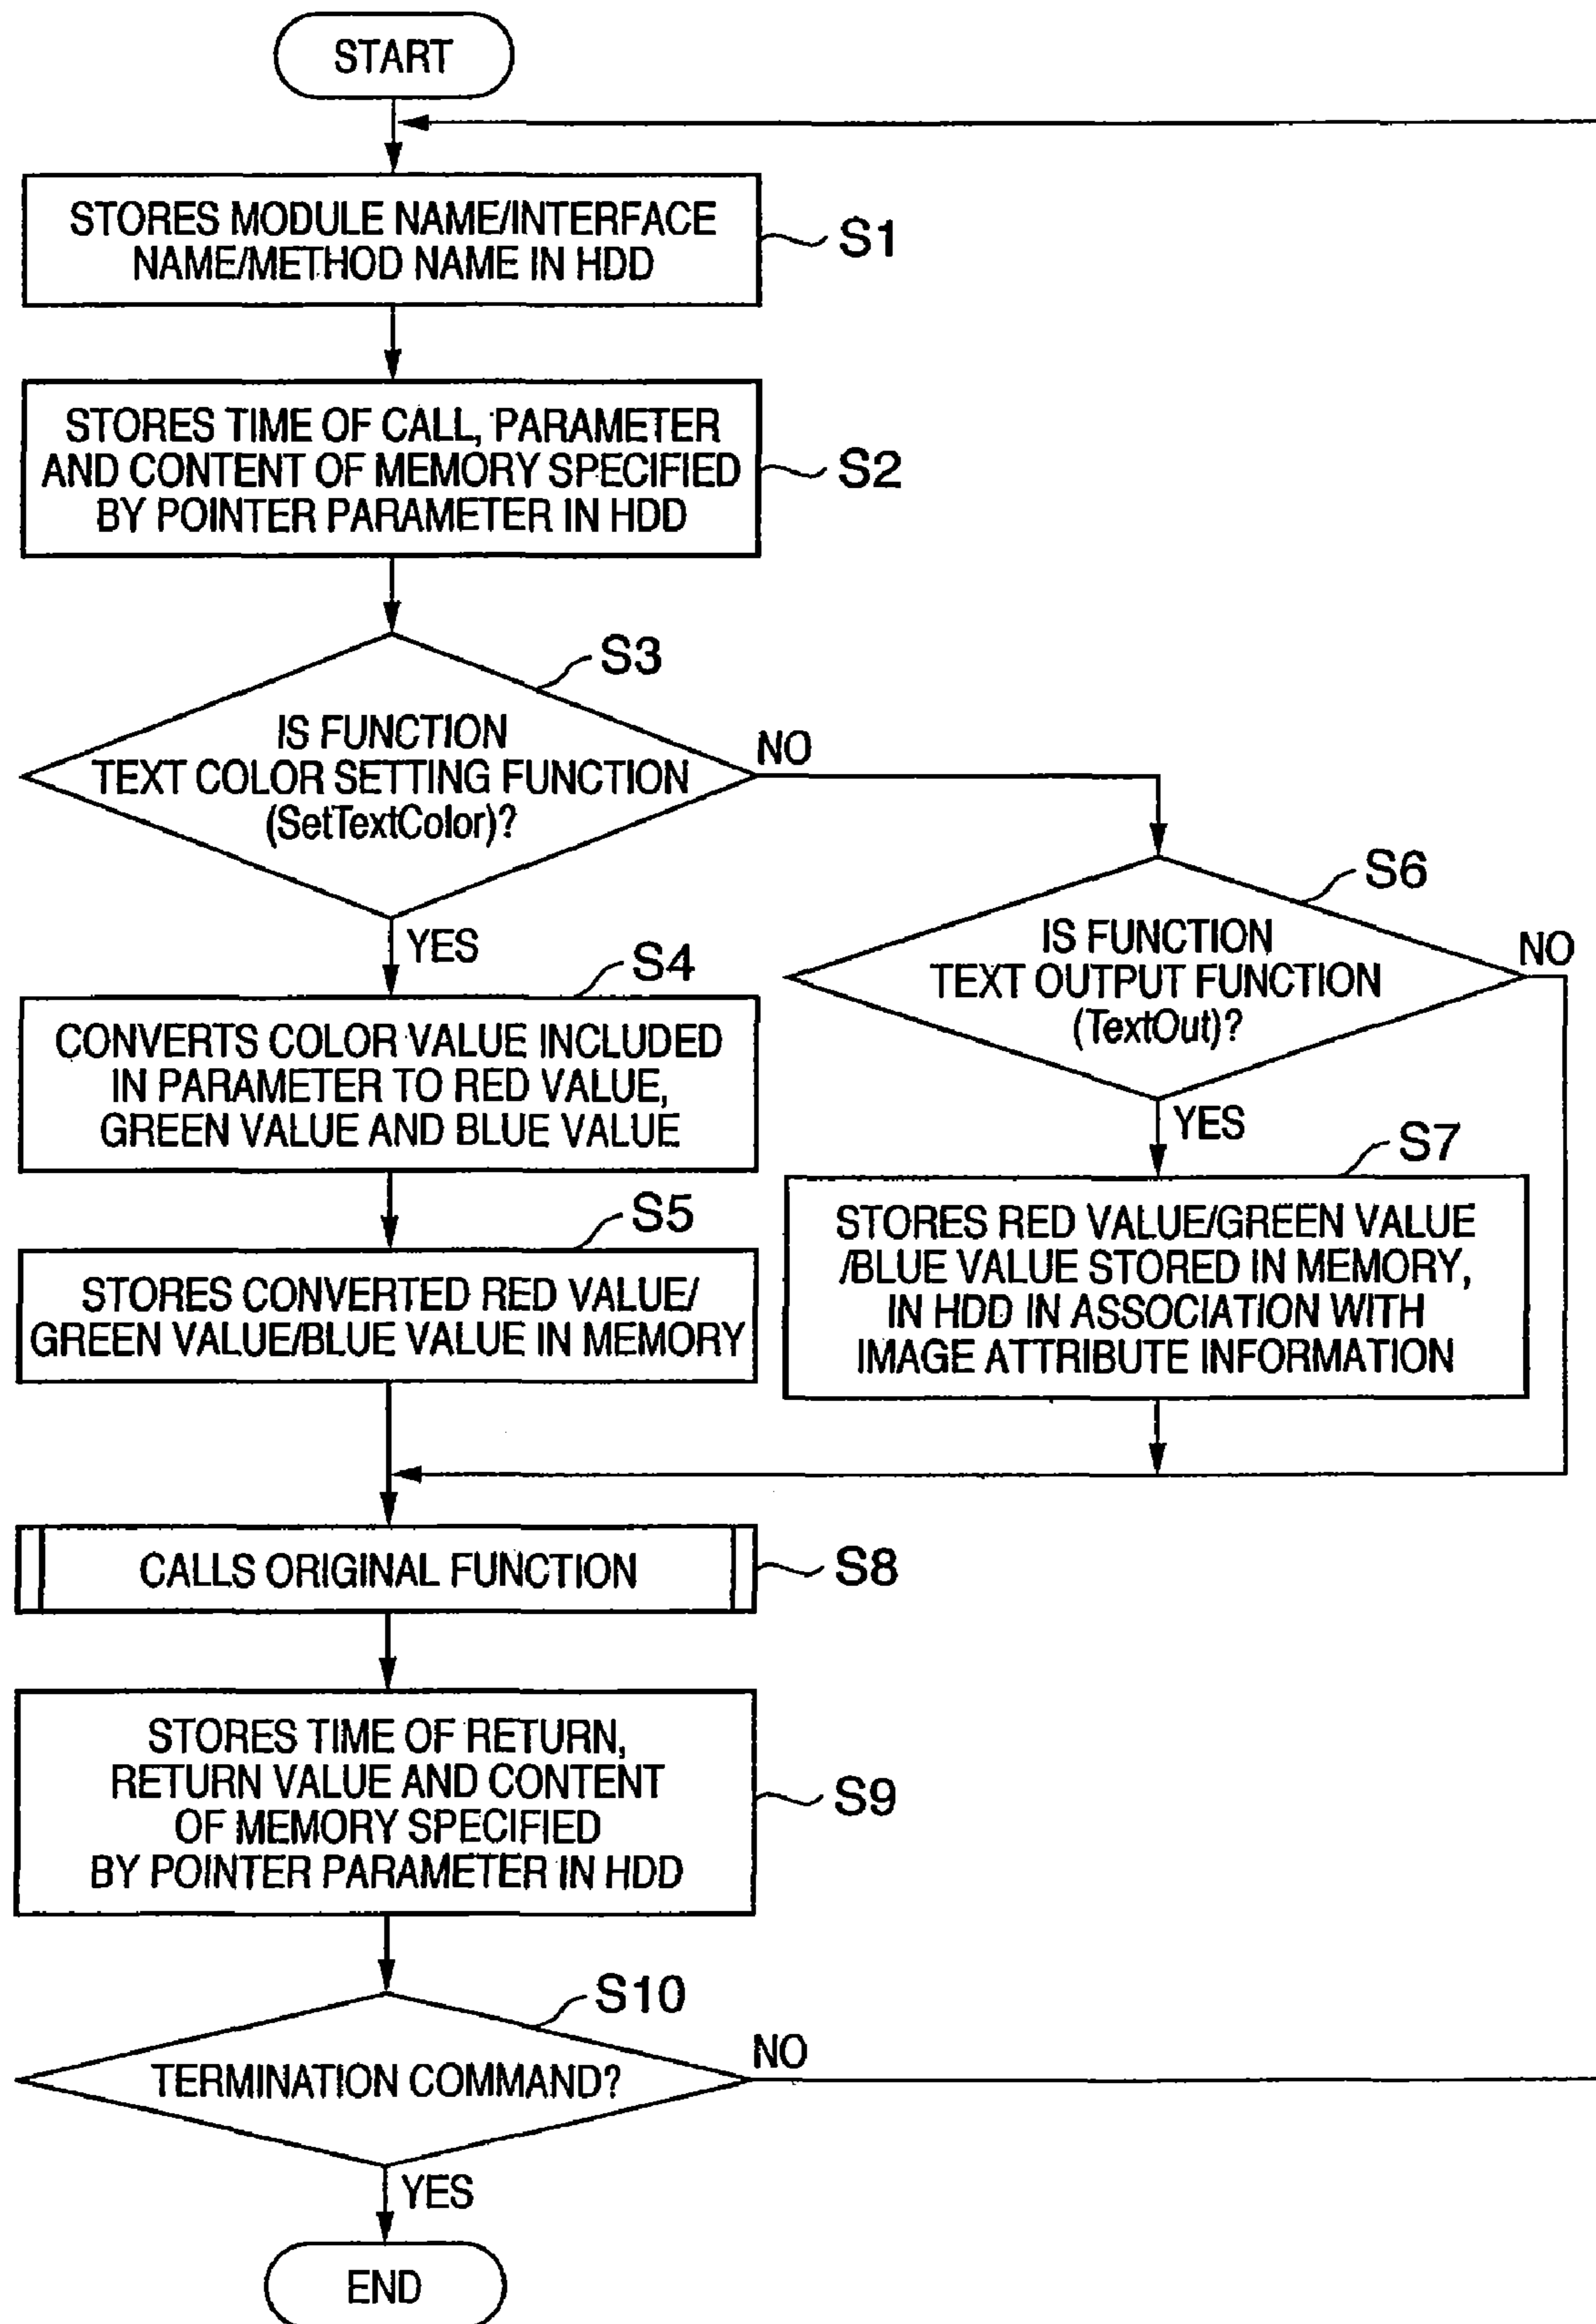 START
STORES MODULE NAME/INTERFACE
NAME/METHOD NAME IN HDD
S1
STORES TIME OF CALL, PARAMETER
AND CONTENT OF MEMORY SPECIFIED
BY POINTER PARAMETER IN HDD
S2
S3
IS FUNCTION
TEXT COLOR SETTING FUNCTION
(SetTextColor)?
NO
YES
S4
CONVERTS COLOR VALUE INCLUDED
IN PARAMETER TO RED VALUE,
GREEN VALUE AND BLUE VALUE
S5
STORES CONVERTED RED VALUE/
GREEN VALUE/BLUE VALUE IN MEMORY
S6
IS FUNCTION
TEXT OUTPUT FUNCTION
(TextOut)?
NO
YES
S7
STORES RED VALUE/GREEN VALUE
/BLUE VALUE STORED IN MEMORY,
IN HDD IN ASSOCIATION WITH
IMAGE ATTRIBUTE INFORMATION
CALLS ORIGINAL FUNCTION
S8
STORES TIME OF RETURN,
RETURN VALUE AND CONTENT
OF MEMORY SPECIFIED
BY POINTER PARAMETER IN HDD
S9
S10
TERMINATION COMMAND?
NO
YES
END